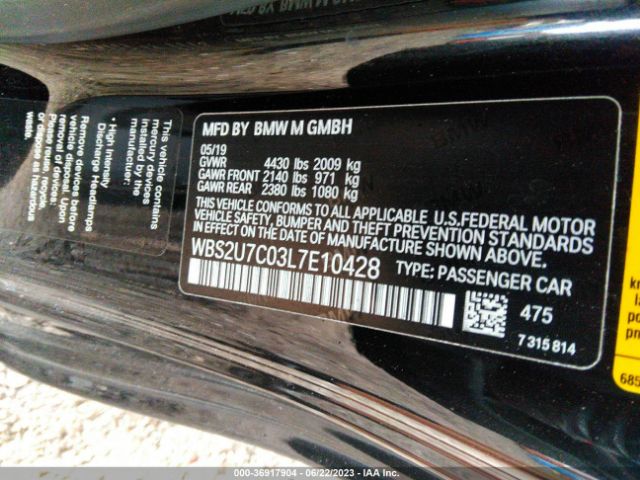 MFD BY BMW M GMBH
05/19
GVWR 4430 lbs 2009 kg
GAWR FRONT 2140 lbs 971 kg
GAWR REAR 2380 lbs 1080 kg
THIS VEHICLE CONFORMS TO ALL APPLICABLE U.S.FEDERAL MOTOR
VEHICLE SAFETY, BUMPER AND THEFT PREVENTION STANDARDS
IN EFFECT ON THE DATE OF MANUFACTURE SHOWN ABOVE.
WBS2U7C03L7E10428 TYPE: PASSENGER CAR
475
7 315 814
This vehicle contains
mercury devices
installed by the
manufacturer:
• High Intensity
Discharge Headlamps
Remove devices before
vehicle disposal. Upon
removal of devices
Please reuse, recycle
or dispose as hazardous
waste.
685
000-36917904 - 06/22/2023 - IAA Inc.